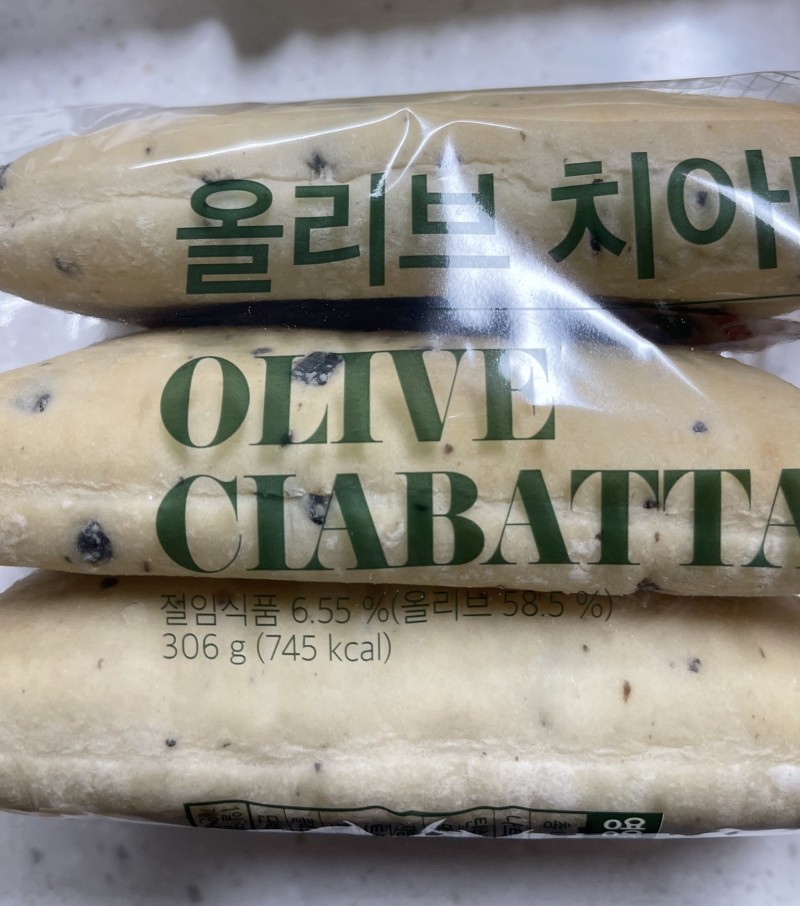 올리브 치아
OLIVE
CIABATTA
절임식품 6.55 %(올리브 58.5 %)
306 g (745 kcal)